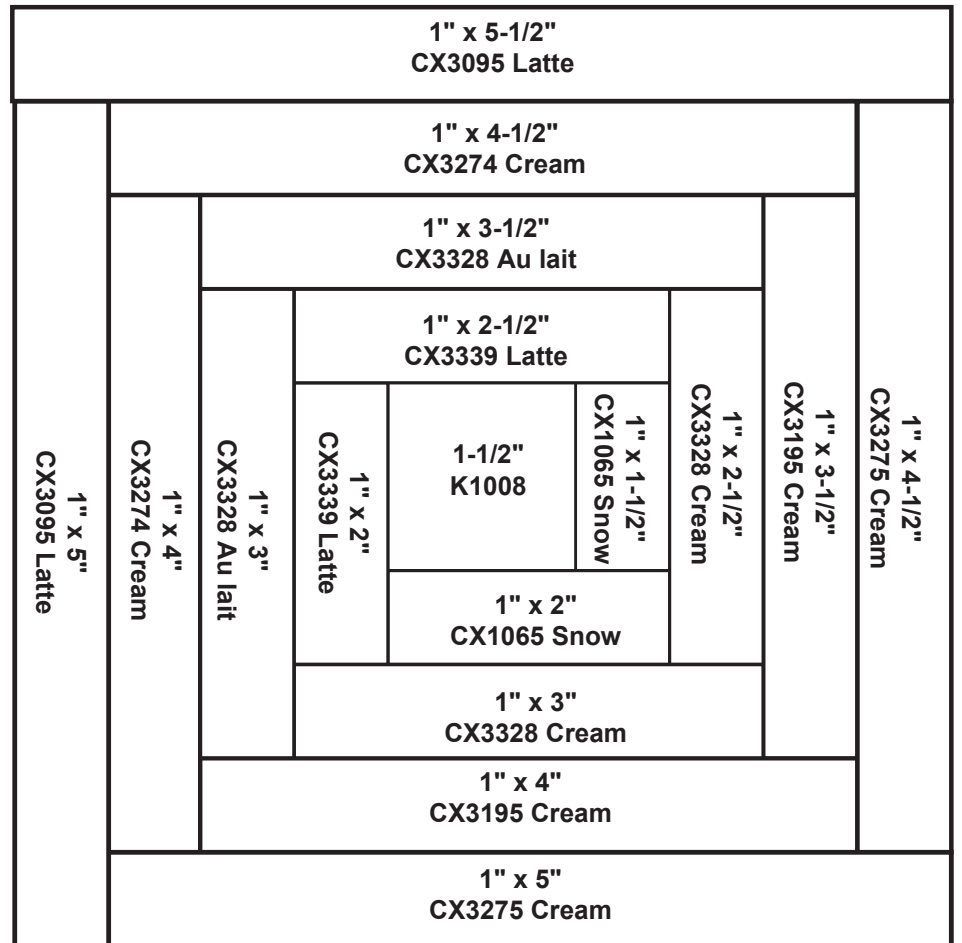 1" x 5-1/2"
CX3095 Latte
1" x 4-1/2"
CX3274 Cream
1" x 3-1/2"
CX3328 Au lait
1" x 2-1/2"
CX3339 Latte
1" x 5"
CX3095 Latte
1" x 4"
CX3274 Cream
1" x 3"
CX3328 Au lait
1" x 2"
CX3339 Latte
1-1/2"
K1008
1" x 1-1/2"
CX1065 Snow
1" x 2-1/2"
CX3328 Cream
1" x 3-1/2"
CX3195 Cream
1" x 4-1/2"
CX3275 Cream
1" x 2"
CX1065 Snow
1" x 3"
CX3328 Cream
1" x 4"
CX3195 Cream
1" x 5"
CX3275 Cream